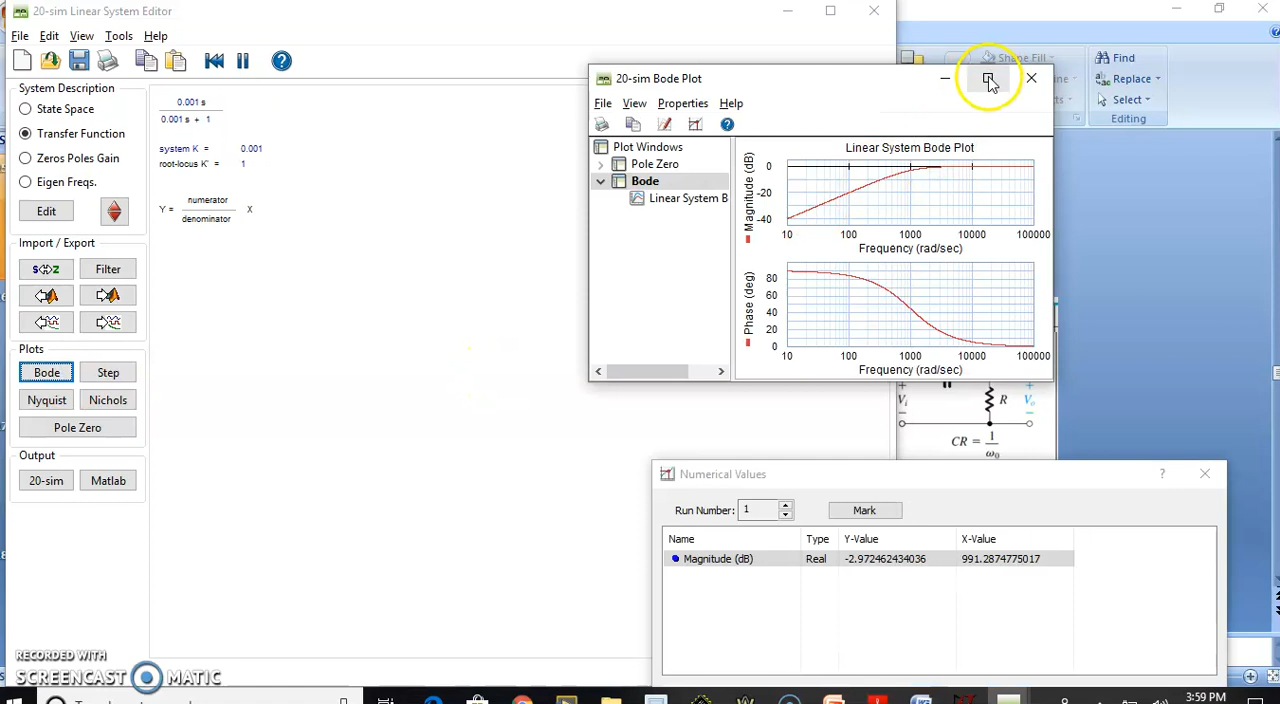 20-sim Linear System Editor
File Edit View Tools Help
System Description
State Space
Transfer Function
Zeros Poles Gain
Eigen Freqs.
Edit
Import / Export
Filter
Plots
Bode Step
Nyquist Nichols
Pole Zero
Output
20-sim Matlab
0.001 s
0.001 s + 1
system K = 0.001
root-locus K' = 1
numerator
Y = X
denominator
20-sim Bode Plot
File View Properties Help
Plot Windows
Pole Zero
Bode
Linear System B
Linear System Bode Plot
Magnitude (dB)
0
-20
-40
10 100 1000 10000 100000
Frequency (rad/sec)
Phase (deg)
80
60
40
20
0
10 100 1000 10000 100000
Frequency (rad/sec)
Shape Fill
Find
Replace
Select
Editing
Vi R Vo
CR = 1
ω0
Numerical Values
Run Number: 1 Mark
Name Type Y-Value X-Value
Magnitude (dB) Real -2.972462434036 991.2874775017
RECORDED WITH
SCREENCAST MATIC
3:59 PM